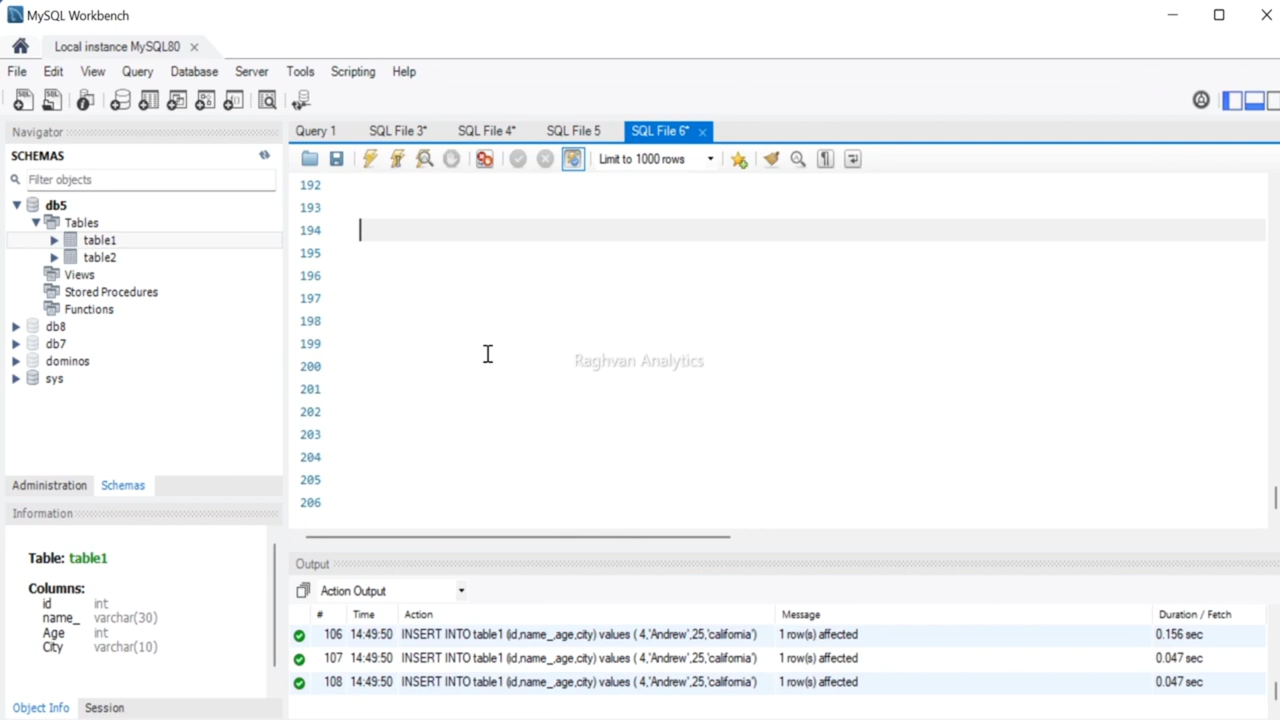 MySQL Workbench
Local instance MySQL80
File Edit View Query Database Server Tools Scripting Help
Navigator
SCHEMAS
Filter objects
db5
Tables
table1
table2
Views
Stored Procedures
Functions
db8
db7
dominos
sys
Administration Schemas
Information
Table: table1
Columns:
id int
name_ varchar(30)
Age int
City varchar(10)
Object Info Session
Query 1 SQL File 3* SQL File 4* SQL File 5 SQL File 6*
Limit to 1000 rows
192
193
194
195
196
197
198
199
200
201
202
203
204
205
206
Raghvan Analytics
Output
Action Output
# Time Action Message Duration / Fetch
106 14:49:50 INSERT INTO table1 (id,name_,age,city) values ( 4,'Andrew',25,'california') 1 row(s) affected 0.156 sec
107 14:49:50 INSERT INTO table1 (id,name_,age,city) values ( 4,'Andrew',25,'california') 1 row(s) affected 0.047 sec
108 14:49:50 INSERT INTO table1 (id,name_,age,city) values ( 4,'Andrew',25,'california') 1 row(s) affected 0.047 sec